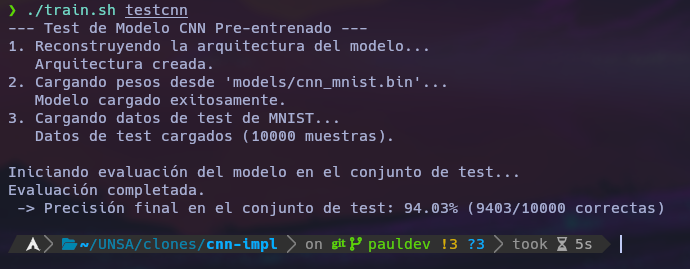 ❯ ./train.sh testcnn
--- Test de Modelo CNN Pre-entrenado ---
1. Reconstruyendo la arquitectura del modelo...
   Arquitectura creada.
2. Cargando pesos desde 'models/cnn_mnist.bin'...
   Modelo cargado exitosamente.
3. Cargando datos de test de MNIST...
   Datos de test cargados (10000 muestras).

Iniciando evaluación del modelo en el conjunto de test...
Evaluación completada.
 -> Precisión final en el conjunto de test: 94.03% (9403/10000 correctas)

~/UNSA/clones/cnn-impl on git pauldev !3 ?3 took 5s